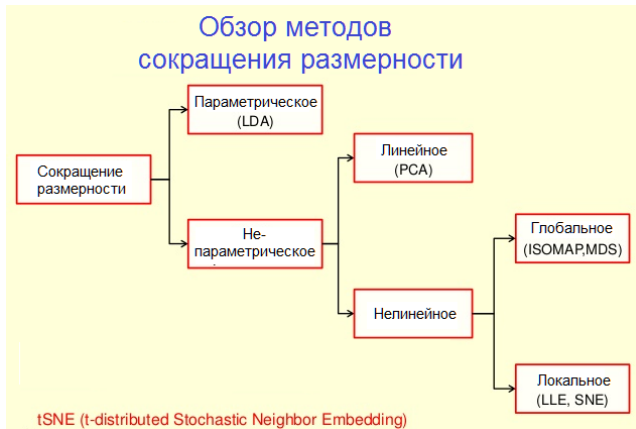 Обзор методов
сокращения размерности
Параметрическое
(LDA)
Линейное
(PCA)
Сокращение
размерности
Не-
параметрическое
Глобальное
(ISOMAP,MDS)
Нелинейное
Локальное
(LLE, SNE)
tSNE (t-distributed Stochastic Neighbor Embedding)